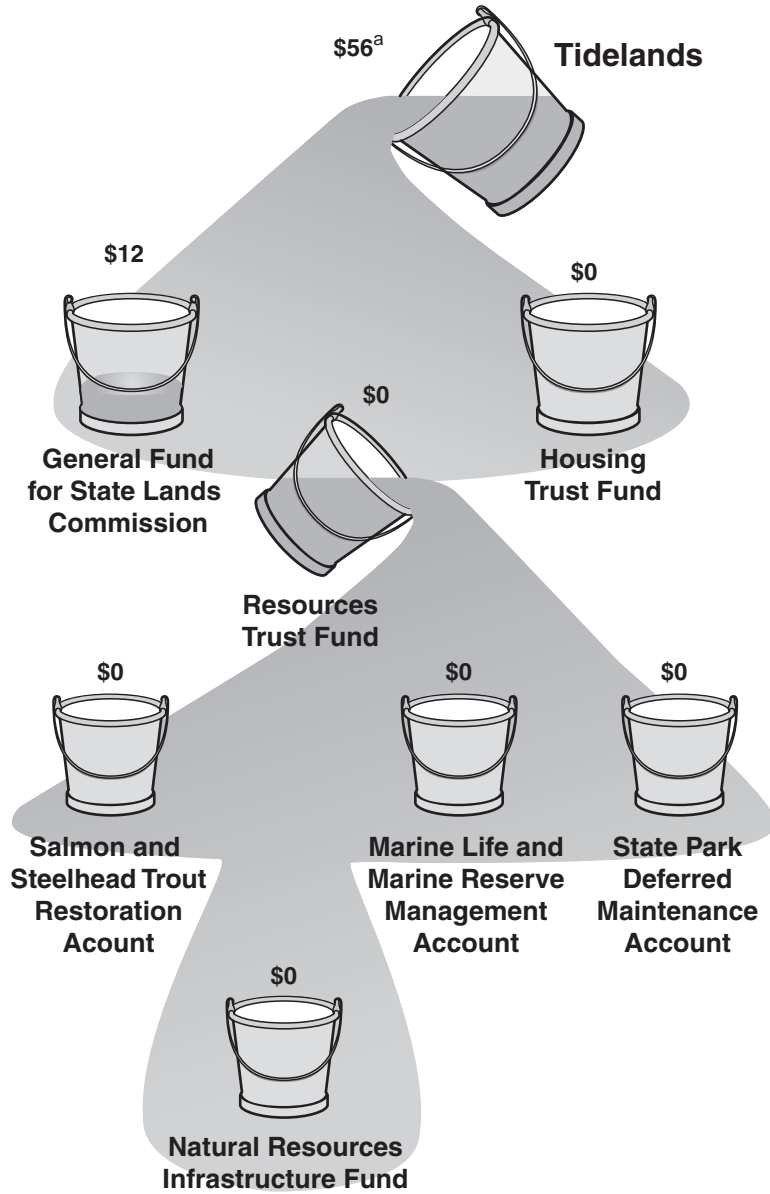 $56a
Tidelands
$12
$0
General Fund
for State Lands
Commission
$0
Housing
Trust Fund
Resources
Trust Fund
$0
$0
$0
Salmon and
Steelhead Trout
Restoration
Acount
Marine Life and
Marine Reserve
Management
Account
State Park
Deferred
Maintenance
Account
$0
Natural Resources
Infrastructure Fund